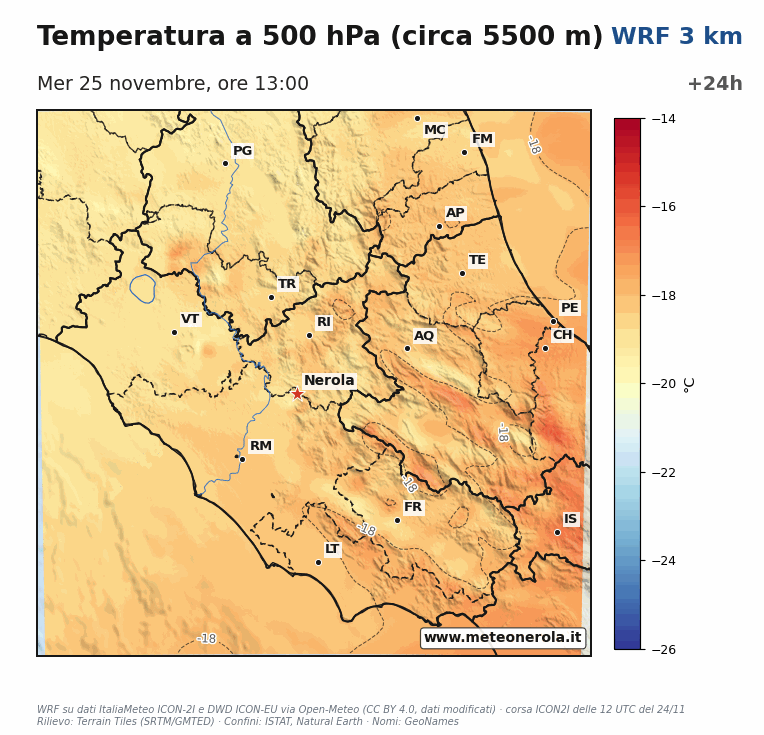 Temperatura a 500 hPa (circa 5500 m) WRF 3 km
Mer 25 novembre, ore 13:00 +24h
MC
FM
PG
-18
AP
TE
TR
PE
VT
RI
AQ
CH
Nerola
-18
RM
-18
FR
-18
IS
LT
-18
www.meteonerola.it
−14
−16
−18
−20
−22
−24
−26
°C
WRF su dati ItaliaMeteo ICON-2I e DWD ICON-EU via Open-Meteo (CC BY 4.0, dati modificati) · corsa ICON2I delle 12 UTC del 24/11
Rilievo: Terrain Tiles (SRTM/GMTED) · Confini: ISTAT, Natural Earth · Nomi: GeoNames